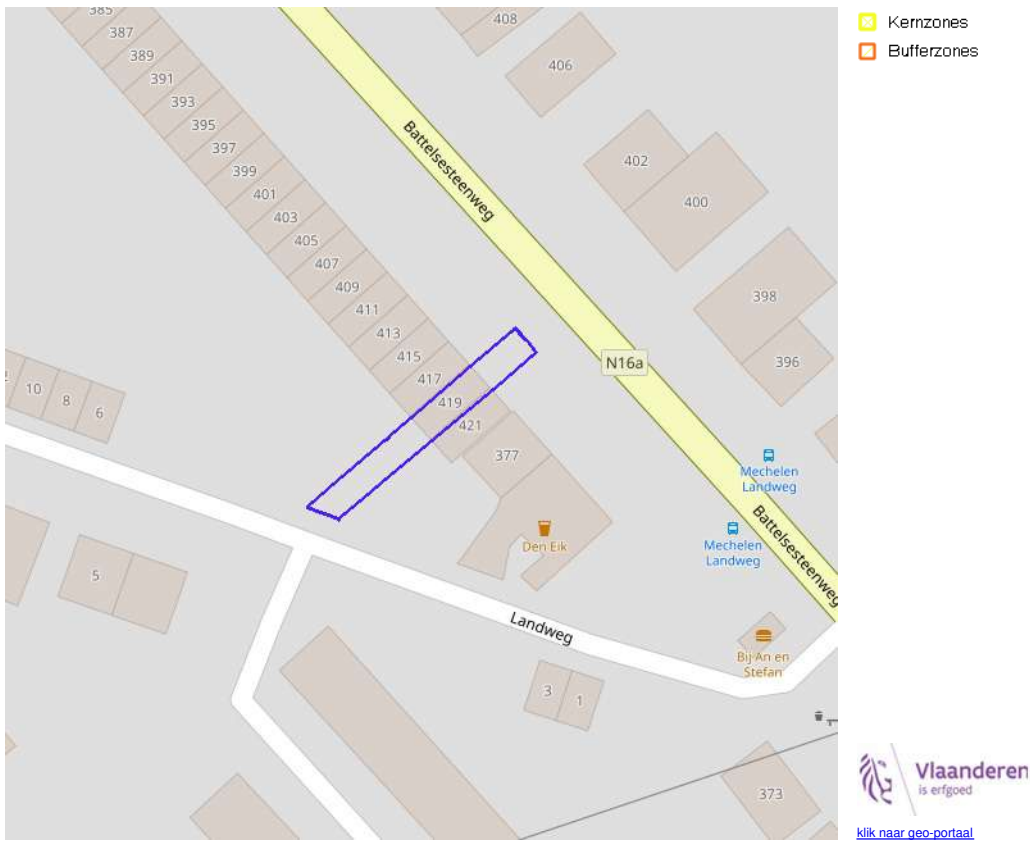 385
387
389
391
393
395
397
399
401
403
405
407
409
411
413
415
417
419
421
377
408
406
402
400
398
396
Battelsesteenweg
N16a
10
8
6
5
Mechelen
Landweg
Mechelen
Landweg
Battelsesteenweg
Den Eik
Landweg
Bij An en
Stefan
3
1
373
Kernzones
Bufferzones
Vlaanderen
is erfgoed
klik naar geo-portaal